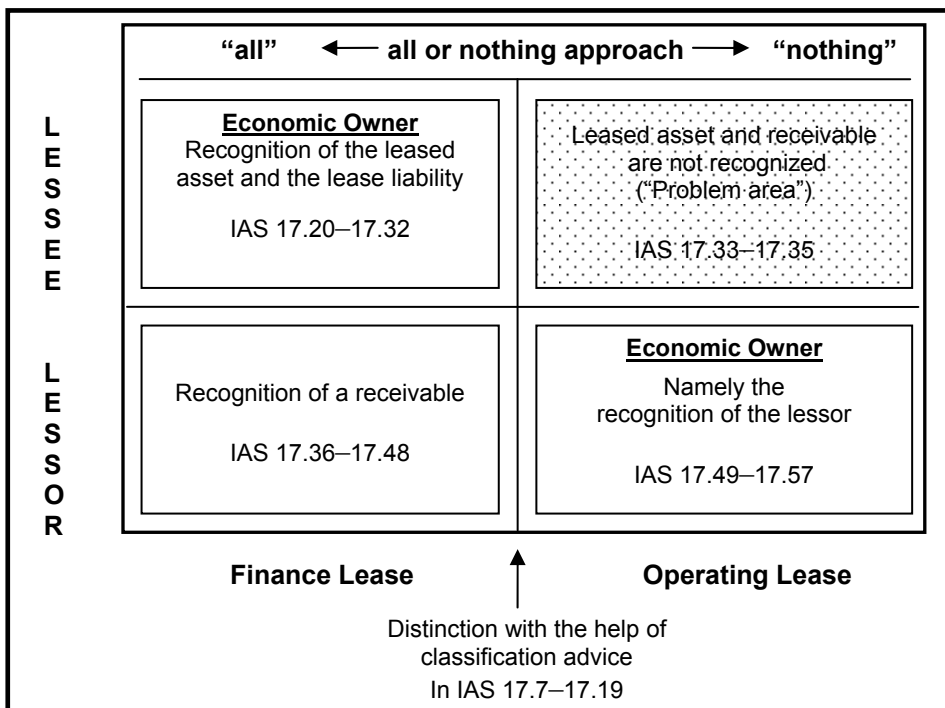 “all” all or nothing approach “nothing”
LESSEE
Economic Owner
Recognition of the leased
asset and the lease liability
IAS 17.20–17.32
Leased asset and receivable
are not recognized
(“Problem area”)
IAS 17.33–17.35
LESSOR
Recognition of a receivable
IAS 17.36–17.48
Economic Owner
Namely the
recognition of the lessor
IAS 17.49–17.57
Finance Lease
Operating Lease
Distinction with the help of
classification advice
In IAS 17.7–17.19